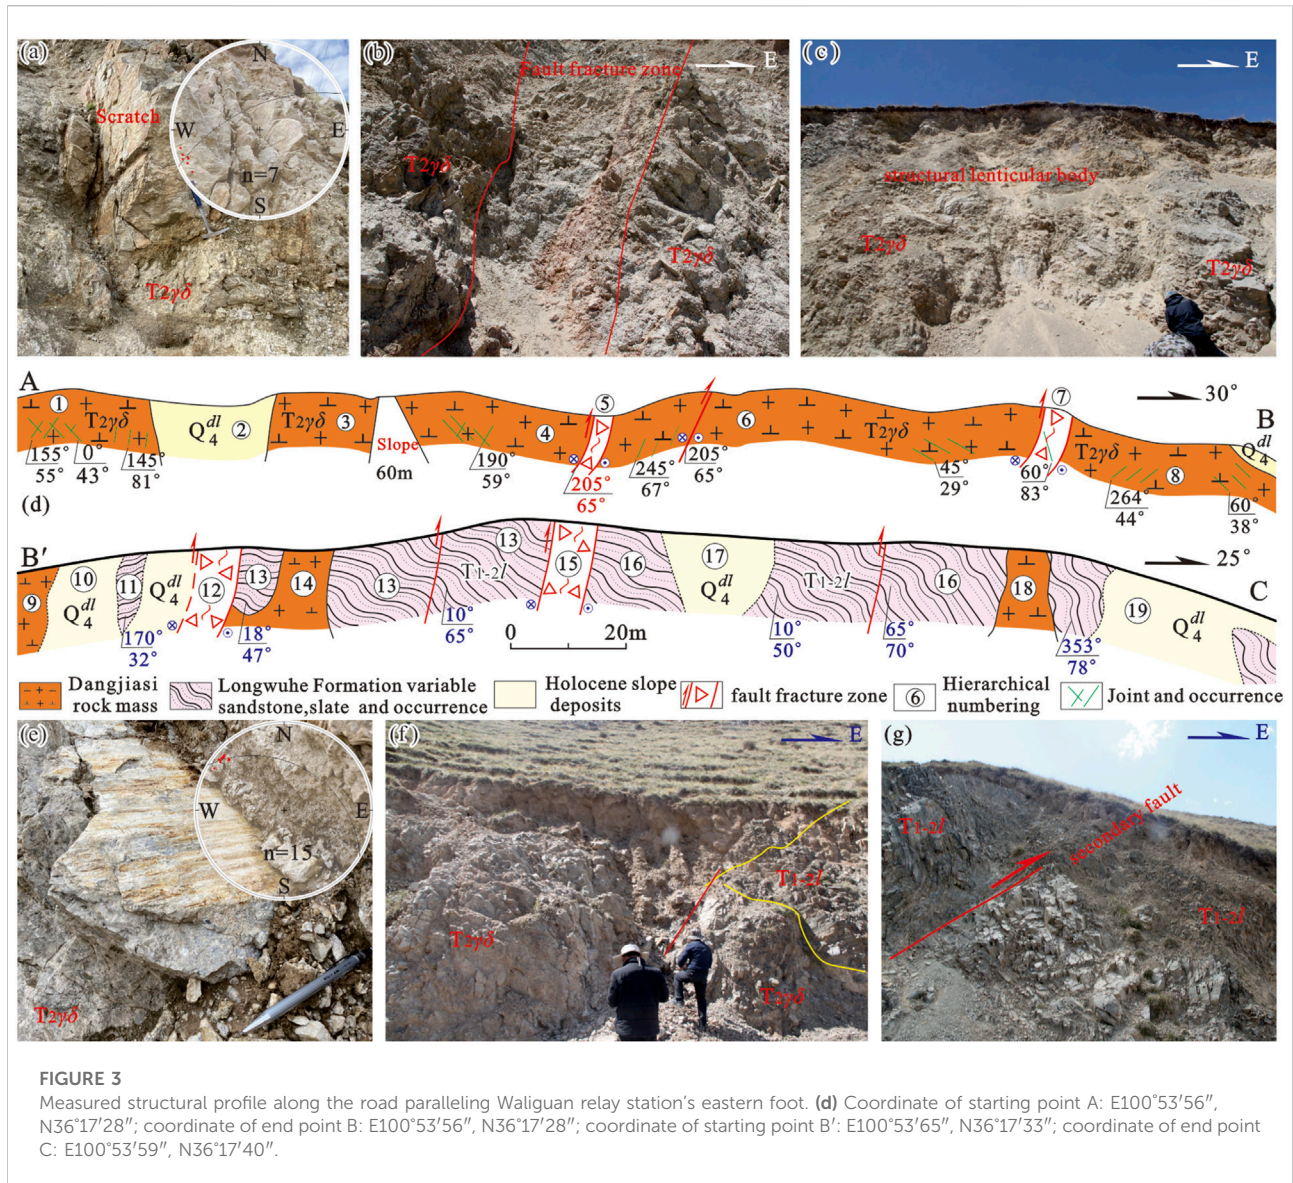 (a)
N
Scratch
W
E
n=7
S
T2γδ
(b)
Fault fracture zone
E
T2γδ
T2γδ
(c)
E
structural lenticular body
T2γδ
T2γδ
A
30°
B
①
T2γδ
Q4dl
②
T2γδ
③
Slope
60m
④
⑤
⑥
T2γδ
⑦
T2γδ
⑧
Q4dl
155°
55°
0°
43°
145°
81°
190°
59°
205°
65°
245°
67°
205°
65°
45°
29°
60°
83°
264°
44°
60°
38°
(d)
B′
25°
C
⑨
⑩
Q4dl
⑪
Q4dl
⑫
⑬
⑭
⑬
T1-2l
⑬
⑮
⑯
⑰
Q4dl
T1-2l
⑯
⑱
⑲
Q4dl
170°
32°
18°
47°
10°
65°
0 20m
10°
50°
65°
70°
353°
78°
Dangjiasi
rock mass
Longwuhe Formation variable
sandstone,slate and occurrence
Holocene slope
deposits
fault fracture zone
⑥
Hierarchical
numbering
Joint and occurrence
(e)
N
W
E
n=15
S
T2γδ
(f)
E
T1-2l
T2γδ
T2γδ
(g)
E
T1-2l
secondary fault
T1-2l
FIGURE 3
Measured structural profile along the road paralleling Waliguan relay station's eastern foot. (d) Coordinate of starting point A: E100°53′56″,
N36°17′28″; coordinate of end point B: E100°53′56″, N36°17′28″; coordinate of starting point B′: E100°53′65″, N36°17′33″; coordinate of end point
C: E100°53′59″, N36°17′40″.